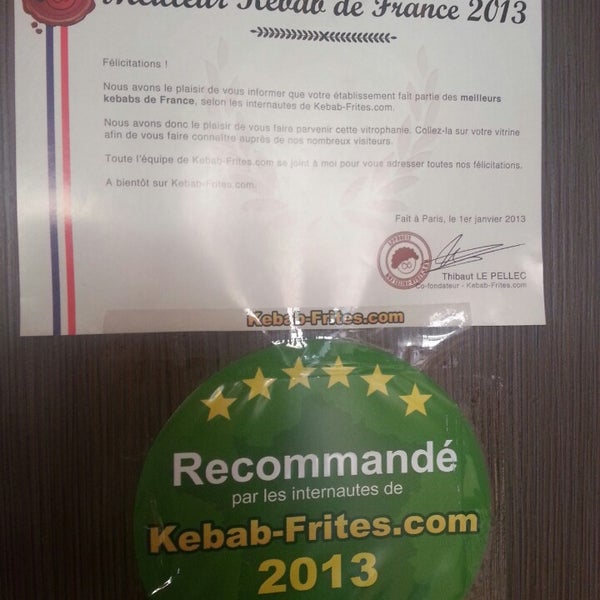 Meilleur Kebab de France 2013
Félicitations !
Nous avons le plaisir de vous informer que votre établissement fait partie des meilleurs
kebabs de France, selon les internautes de Kebab-Frites.com.
Nous avons donc le plaisir de vous faire parvenir cette vitrophanie. Collez-la sur votre vitrine
afin de vous faire connaître auprès de nos nombreux visiteurs.
Toute l'équipe de Kebab-Frites.com se joint à moi pour vous adresser toutes nos félicitations.
A bientôt sur Kebab-Frites.com.
Fait à Paris, le 1er janvier 2013
Thibaut LE PELLEC
Co-fondateur - Kebab-Frites.com
Kebab-Frites.com
Recommandé
par les internautes de
Kebab-Frites.com
2013